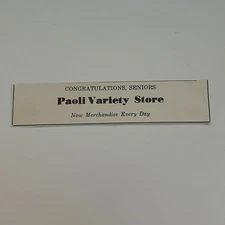 CONGRATULATIONS, SENIORS
Paoli Variety Store
New Merchandise Every Day